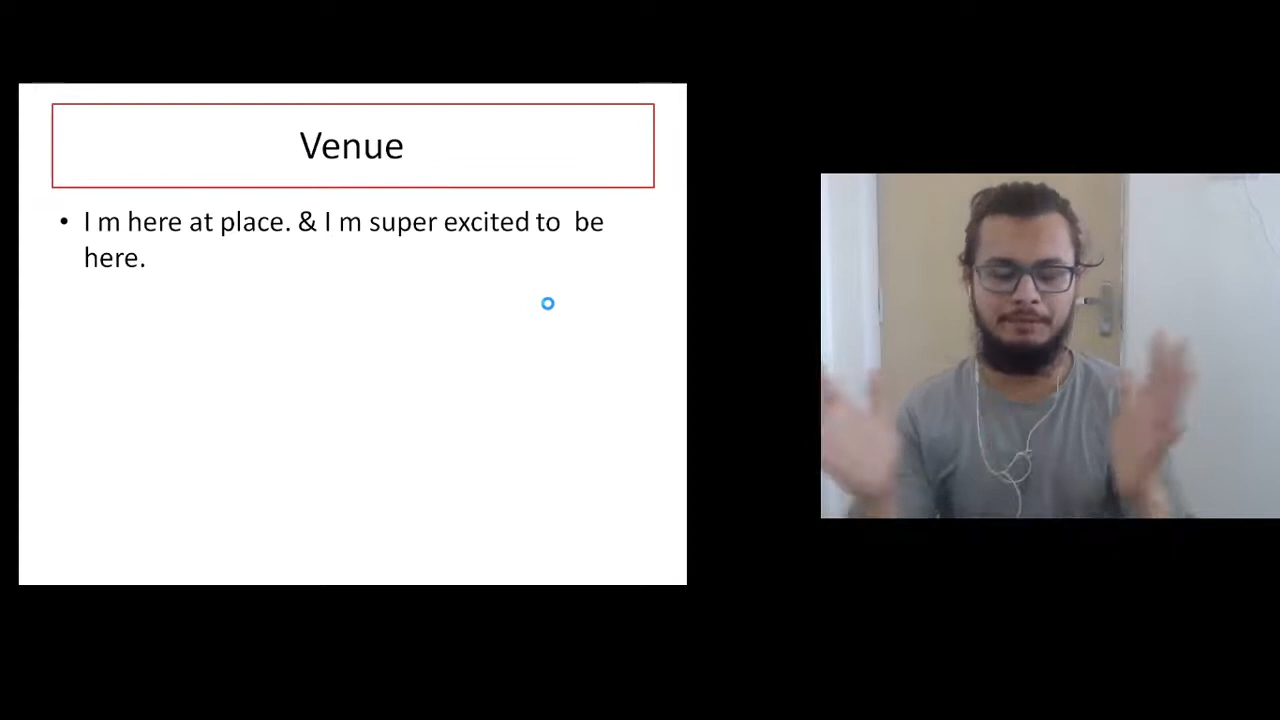 Venue
• I m here at place. & I m super excited to  be
here.